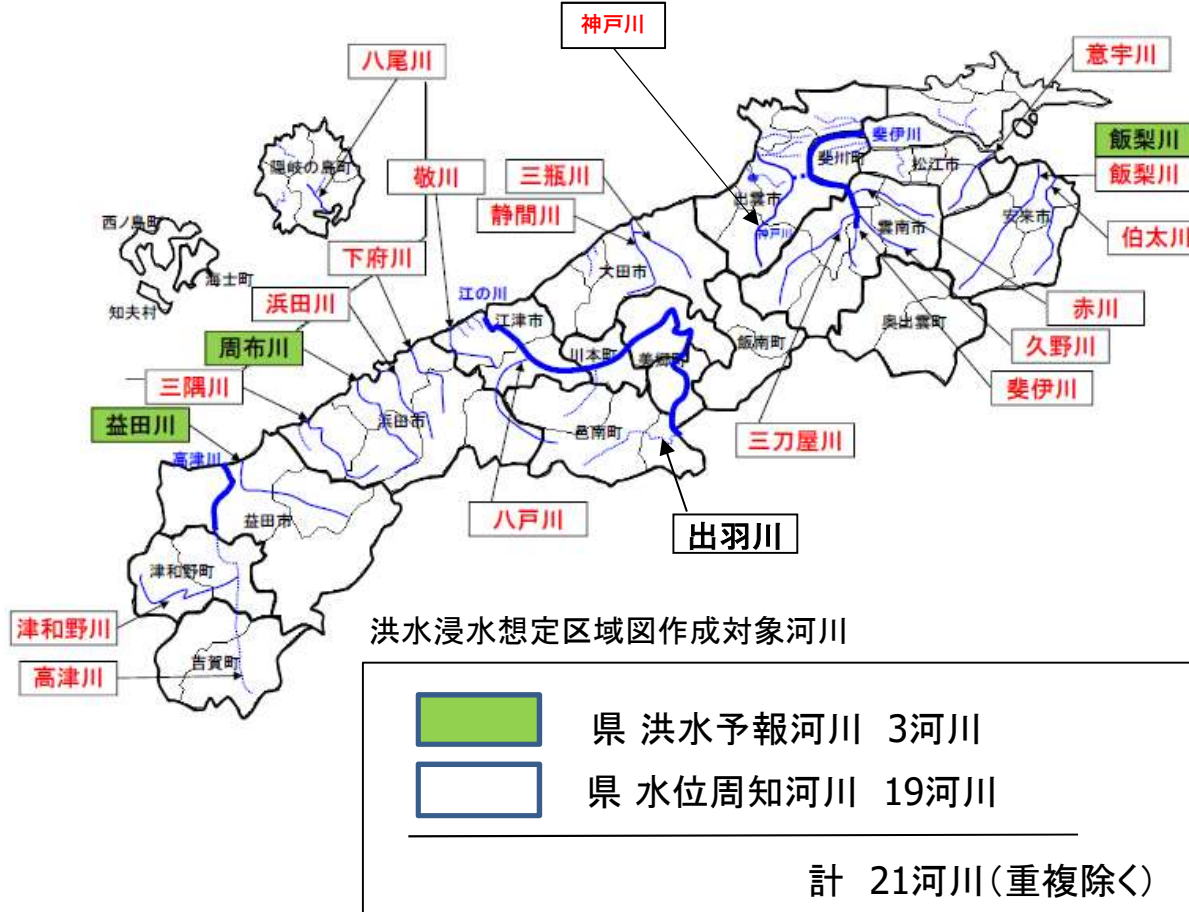 神戸川
八尾川
意宇川
飯梨川
飯梨川
伯太川
斐伊川
斐川町
松江市
隠岐の島町
敬川
三瓶川
静間川
出雲市
神戸川
雲南市
安来市
西ノ島町
海士町
知夫村
下府川
大田市
浜田川
江の川
江津市
赤川
奥出雲町
久野川
周布川
川本町
美郷町
飯南町
三隅川
斐伊川
益田川
浜田市
邑南町
三刀屋川
高津川
益田市
八戸川
出羽川
津和野町
津和野川
吉賀町
高津川
洪水浸水想定区域図作成対象河川
県 洪水予報河川 3河川
県 水位周知河川 19河川
計 21河川(重複除く)